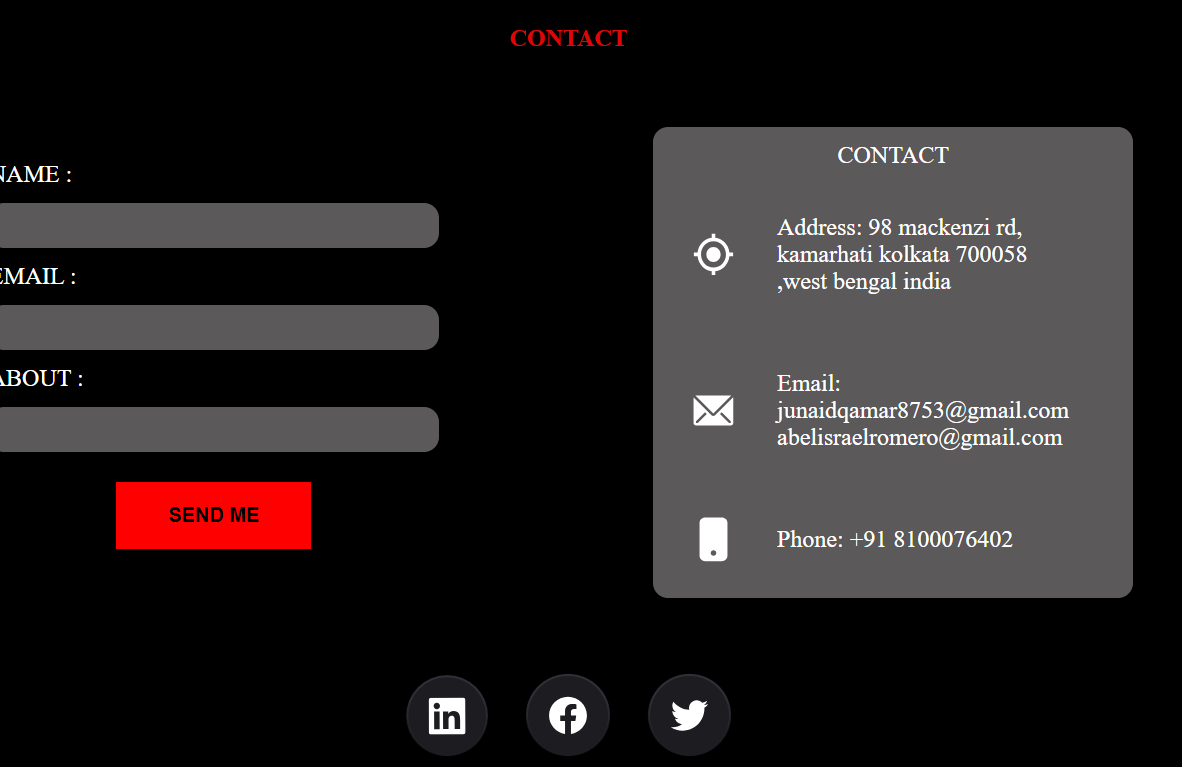 CONTACT
NAME :
EMAIL :
ABOUT :
SEND ME
CONTACT
Address: 98 mackenzi rd,
kamarhati kolkata 700058
,west bengal india
Email:
junaidqamar8753@gmail.com
abelisraelromero@gmail.com
Phone: +91 8100076402
in